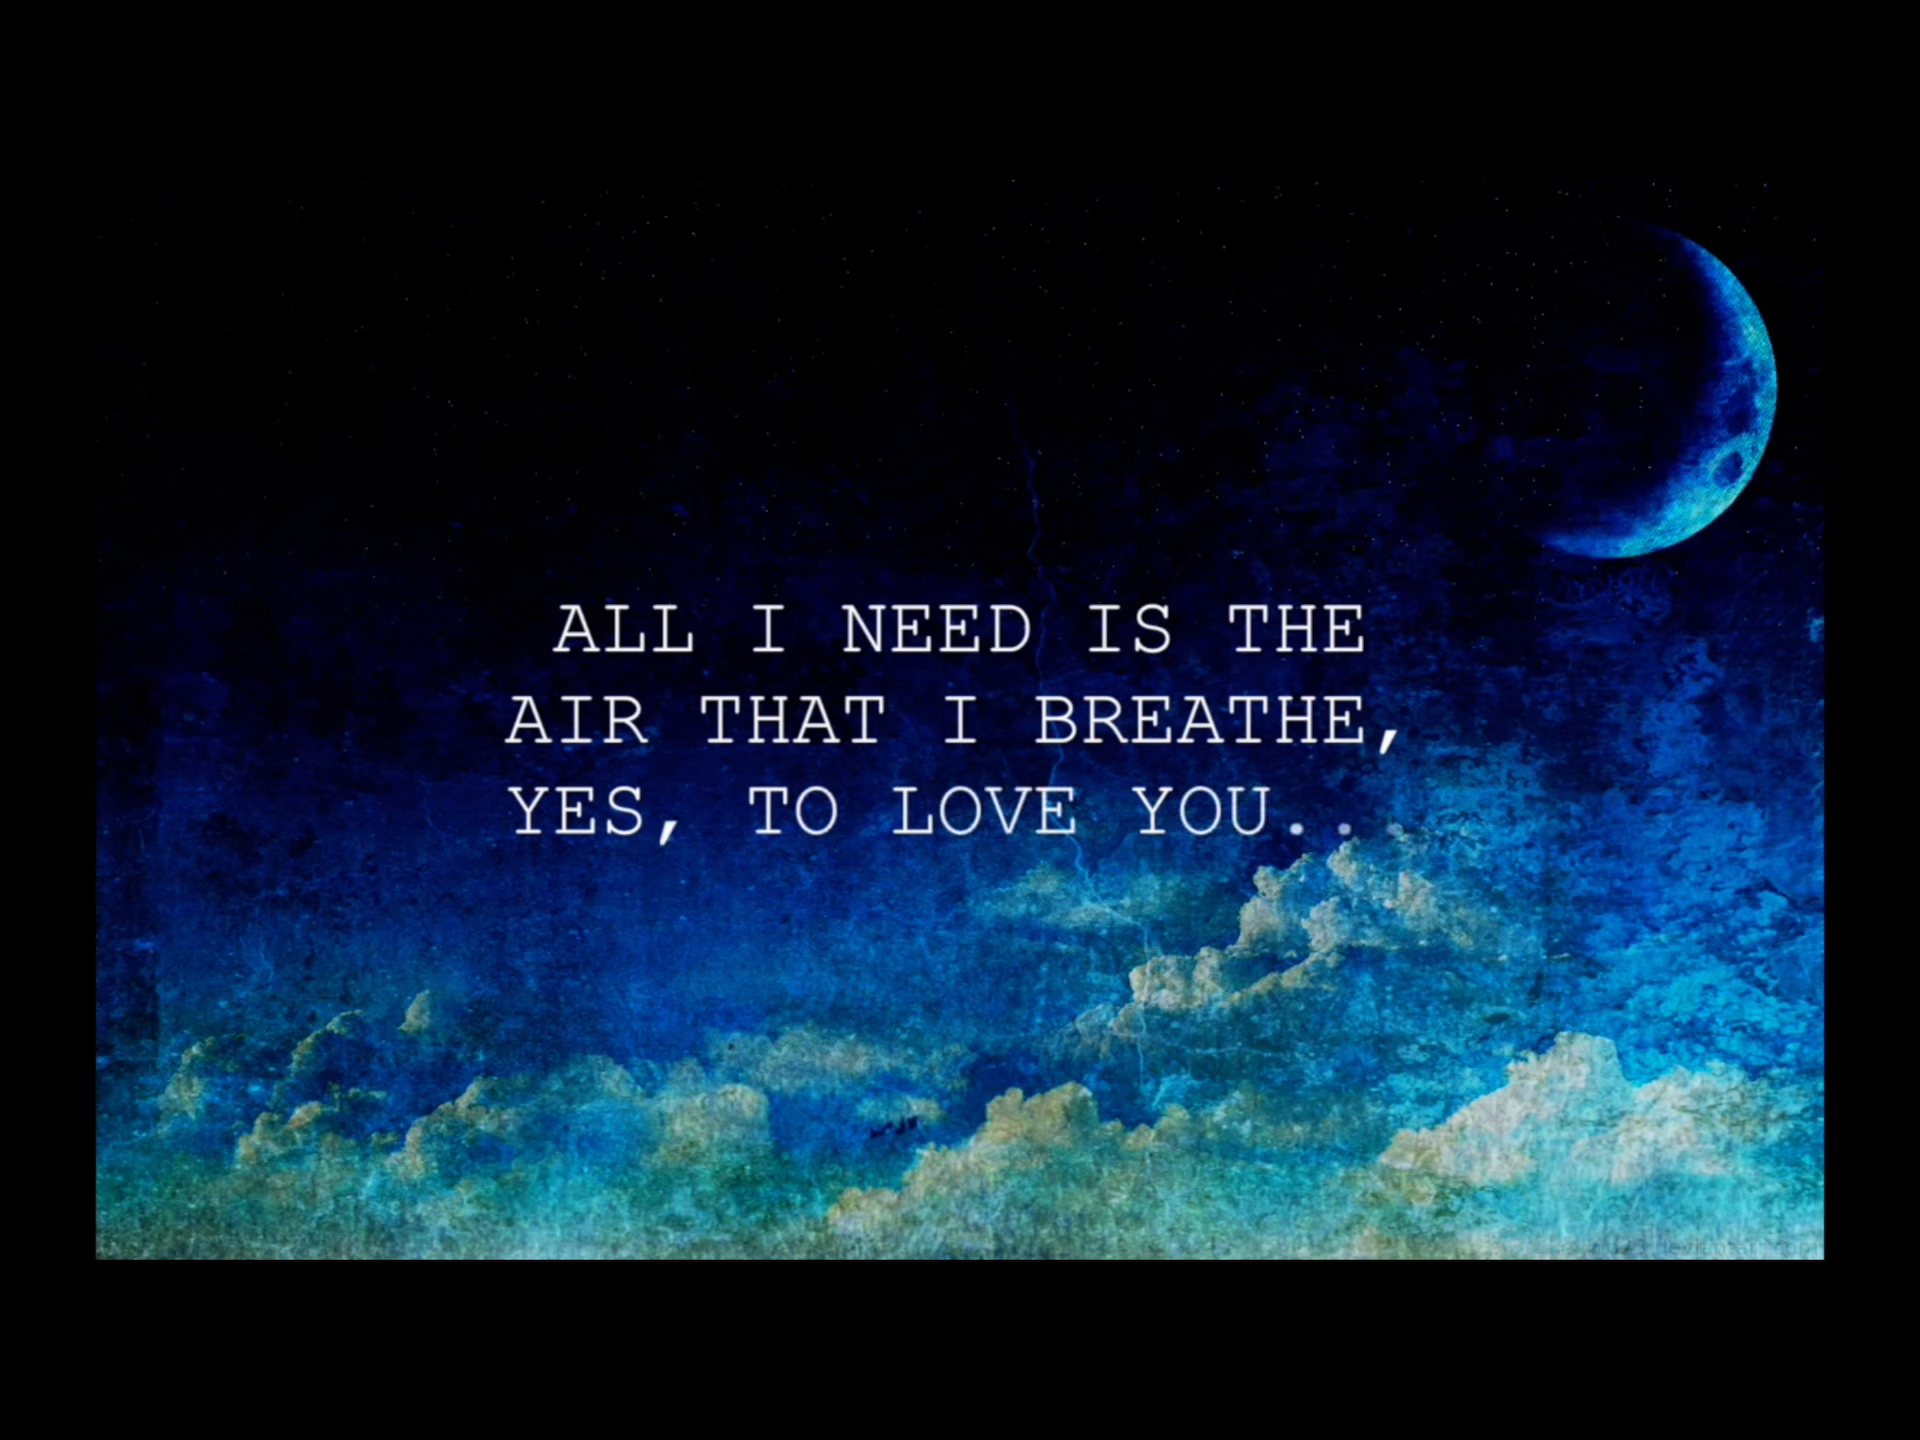 ALL I NEED IS THE
AIR THAT I BREATHE,
YES, TO LOVE YOU...